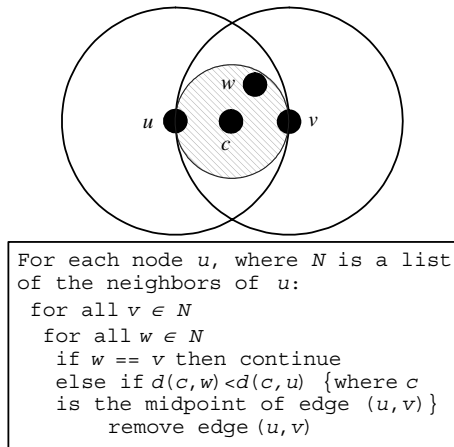 w
u
v
c
For each node u, where N is a list
of the neighbors of u:
for all v ∈ N
for all w ∈ N
if w == v then continue
else if d(c,w)<d(c,u) {where c
is the midpoint of edge (u,v)}
remove edge (u,v)